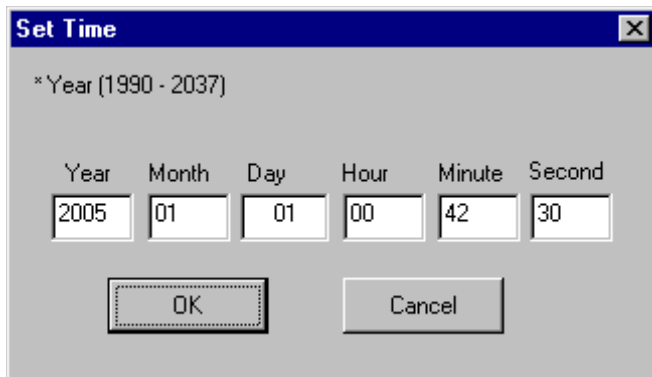 Set Time
* Year (1990 - 2037)
Year Month Day Hour Minute Second
2005 01 01 00 42 30
OK Cancel